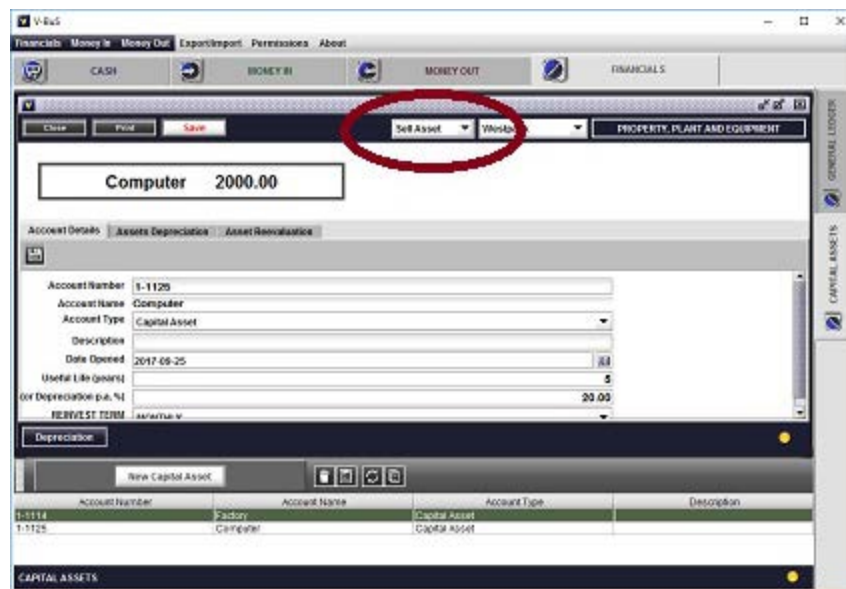 V-BuS
Financials Money In Money Out Export/Import Permissions About
CASH MONEY IN MONEY OUT FINANCIALS
Close Print Save Sell Asset PROPERTY, PLANT AND EQUIPMENT
Computer 2000.00
Account Details Assets Depreciation Asset Reevaluation
Account Number 1-1125
Account Name Computer
Account Type Capital Asset
Description
Date Opened 2017-09-25
Useful Life (years) 5
(or Depreciation p.a. %) 20.00
REINVEST TERM MONTHLY
Depreciation
New Capital Asset
Account Number Account Name Account Type Description
1-1114 Factory Capital Asset
1-1125 Computer Capital Asset
CAPITAL ASSETS
GENERAL LEDGER
CAPITAL ASSETS